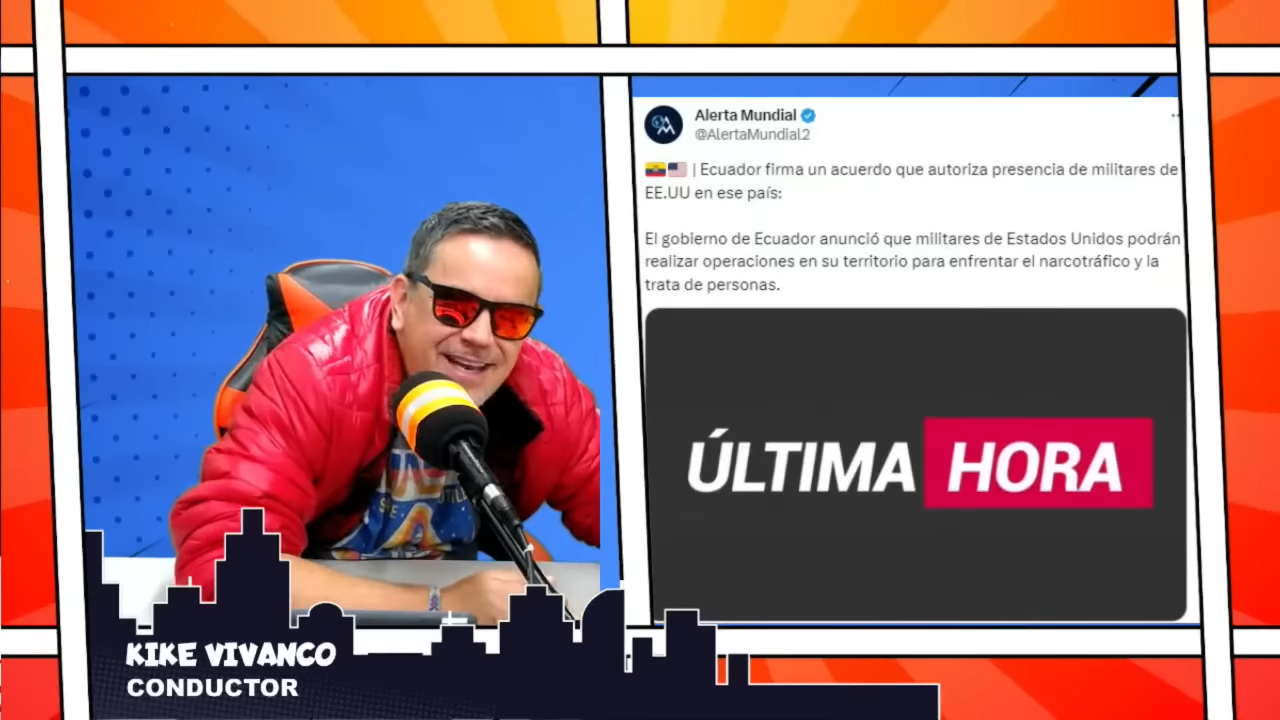 Alerta Mundial
@AlertaMundial2
| Ecuador firma un acuerdo que autoriza presencia de militares de
EE.UU en ese país:
El gobierno de Ecuador anunció que militares de Estados Unidos podrán
realizar operaciones en su territorio para enfrentar el narcotráfico y la
trata de personas.
ÚLTIMA HORA
KIKE VIVANCO
CONDUCTOR